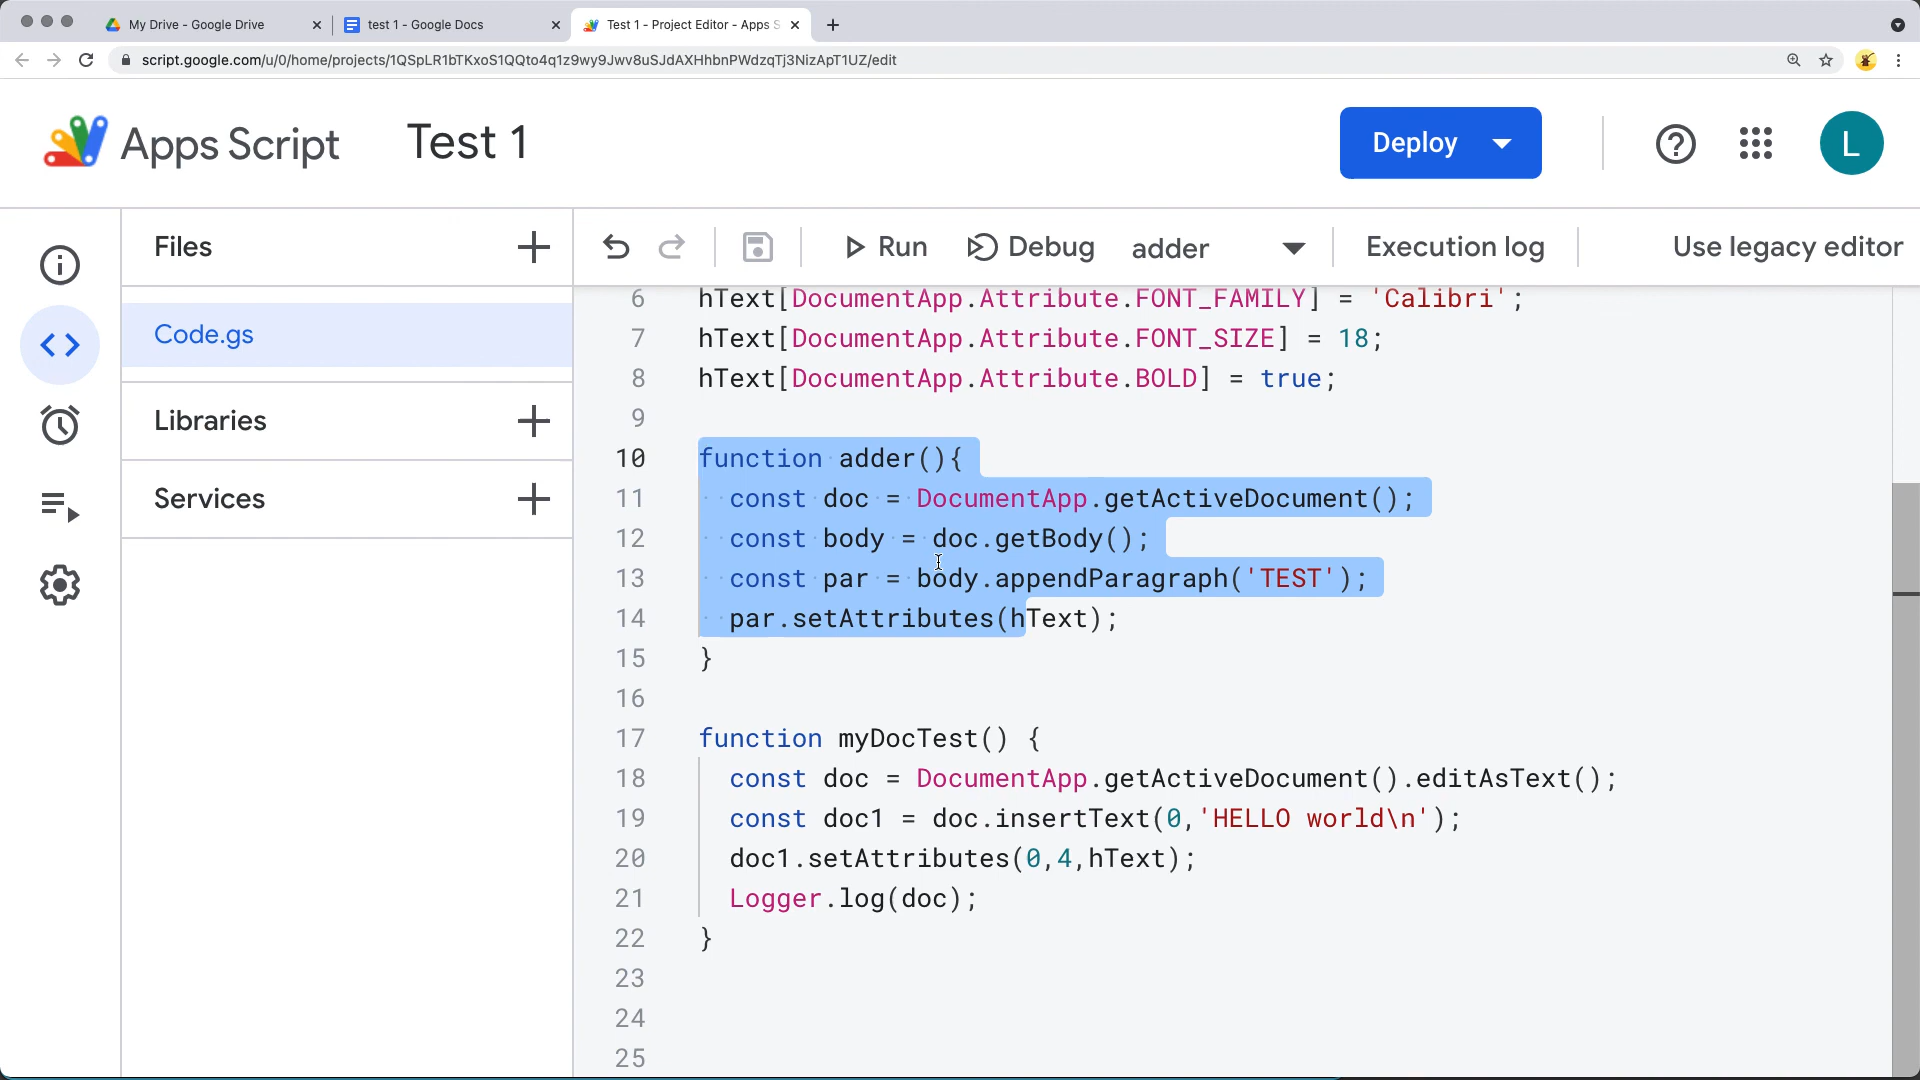 My Drive - Google Drive
test 1 - Google Docs
Test 1 - Project Editor - Apps S
script.google.com/u/0/home/projects/1QSpLR1bTKxoS1QQto4q1z9wy9Jwv8uSJdAXHhbnPWdzqTj3NizApT1UZ/edit
Apps Script
Test 1
Deploy
L
Files
Run
Debug
adder
Execution log
Use legacy editor
Code.gs
Libraries
Services
6 hText[DocumentApp.Attribute.FONT_FAMILY] = 'Calibri';
7 hText[DocumentApp.Attribute.FONT_SIZE] = 18;
8 hText[DocumentApp.Attribute.BOLD] = true;
9
10 function adder(){
11 const doc = DocumentApp.getActiveDocument();
12 const body = doc.getBody();
13 const par = body.appendParagraph('TEST');
14 par.setAttributes(hText);
15 }
16
17 function myDocTest() {
18 const doc = DocumentApp.getActiveDocument().editAsText();
19 const doc1 = doc.insertText(0,'HELLO world\n');
20 doc1.setAttributes(0,4,hText);
21 Logger.log(doc);
22 }
23
24
25